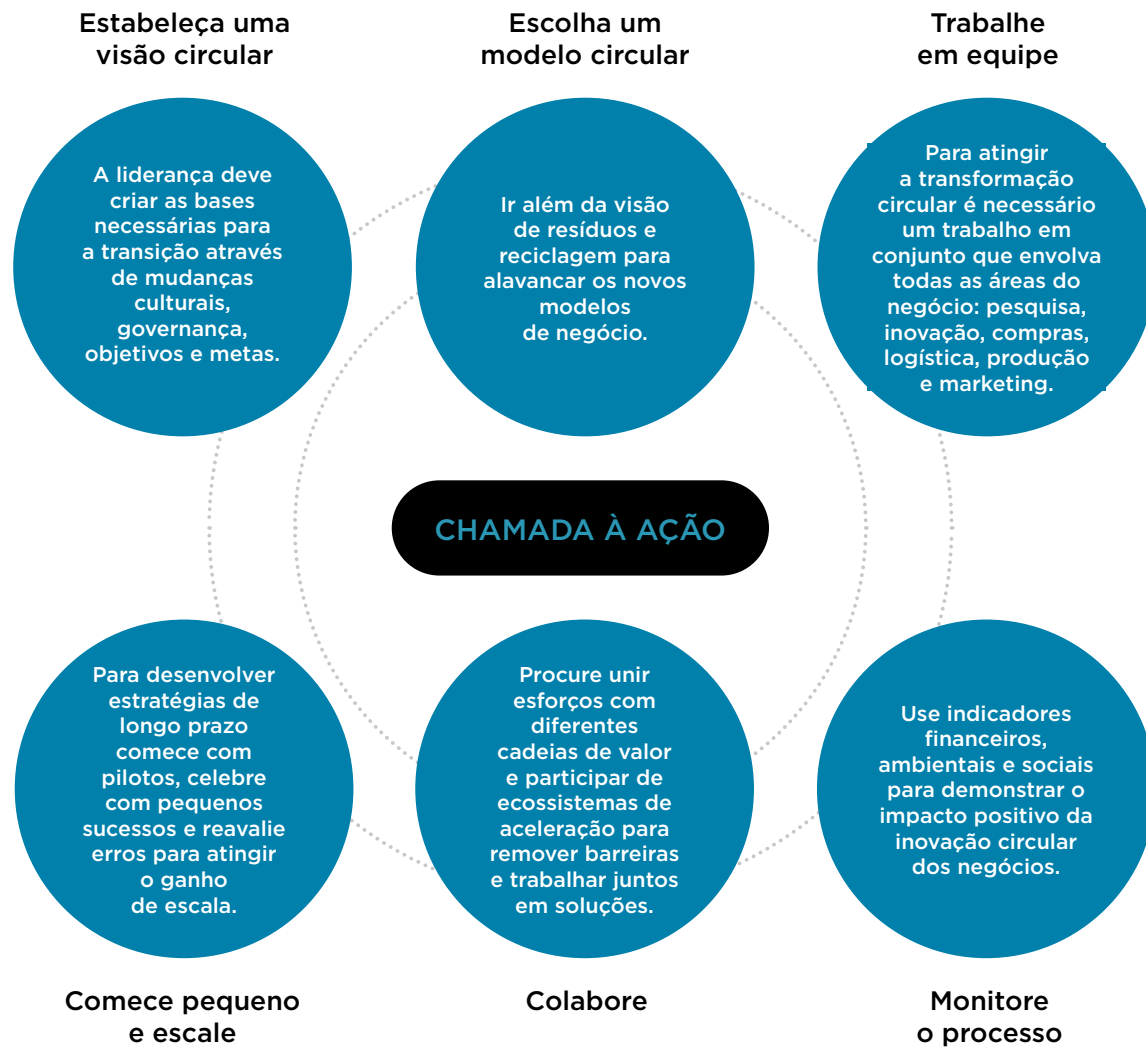 Estabeleça uma
visão circular
A liderança deve
criar as bases
necessárias para
a transição através
de mudanças
culturais,
governança,
objetivos e metas.
Escolha um
modelo circular
Ir além da visão
de resíduos e
reciclagem para
alavancar os novos
modelos
de negócio.
Trabalhe
em equipe
Para atingir
a transformação
circular é necessário
um trabalho em
conjunto que envolva
todas as áreas do
negócio: pesquisa,
inovação, compras,
logística, produção
e marketing.
CHAMADA À AÇÃO
Para desenvolver
estratégias de
longo prazo
comece com
pilotos, celebre
com pequenos
sucessos e reavalie
erros para atingir
o ganho
de escala.
Comece pequeno
e escale
Procure unir
esforços com
diferentes
cadeias de valor
e participar de
ecossistemas de
aceleração para
remover barreiras
e trabalhar juntos
em soluções.
Colabore
Use indicadores
financeiros,
ambientais e sociais
para demonstrar o
impacto positivo da
inovação circular
dos negócios.
Monitore
o processo